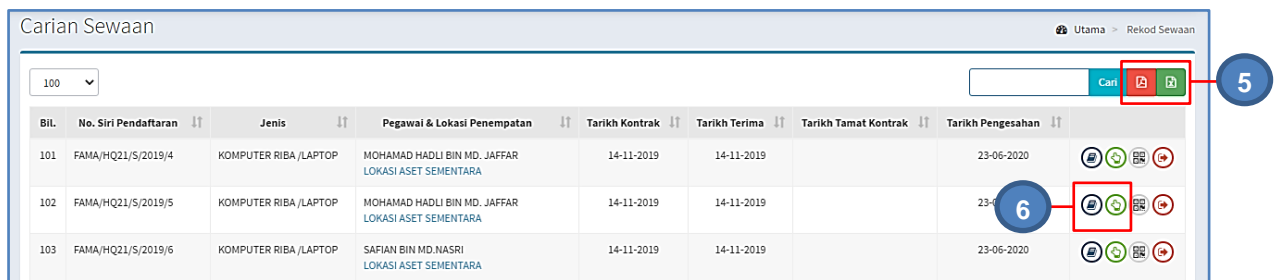 Carian Sewaan
Utama > Rekod Sewaan
100
Cari
5
Bil. No. Siri Pendaftaran Jenis Pegawai & Lokasi Penempatan Tarikh Kontrak Tarikh Terima Tarikh Tamat Kontrak Tarikh Pengesahan
101 FAMA/HQ21/S/2019/4 KOMPUTER RIBA /LAPTOP MOHAMAD HADLI BIN MD. JAFFAR 14-11-2019 14-11-2019 23-06-2020
LOKASI ASET SEMENTARA
102 FAMA/HQ21/S/2019/5 KOMPUTER RIBA /LAPTOP MOHAMAD HADLI BIN MD. JAFFAR 14-11-2019 14-11-2019 23-
LOKASI ASET SEMENTARA
6
103 FAMA/HQ21/S/2019/6 KOMPUTER RIBA /LAPTOP SAFIAN BIN MD.NASRI 14-11-2019 14-11-2019 23-06-2020
LOKASI ASET SEMENTARA